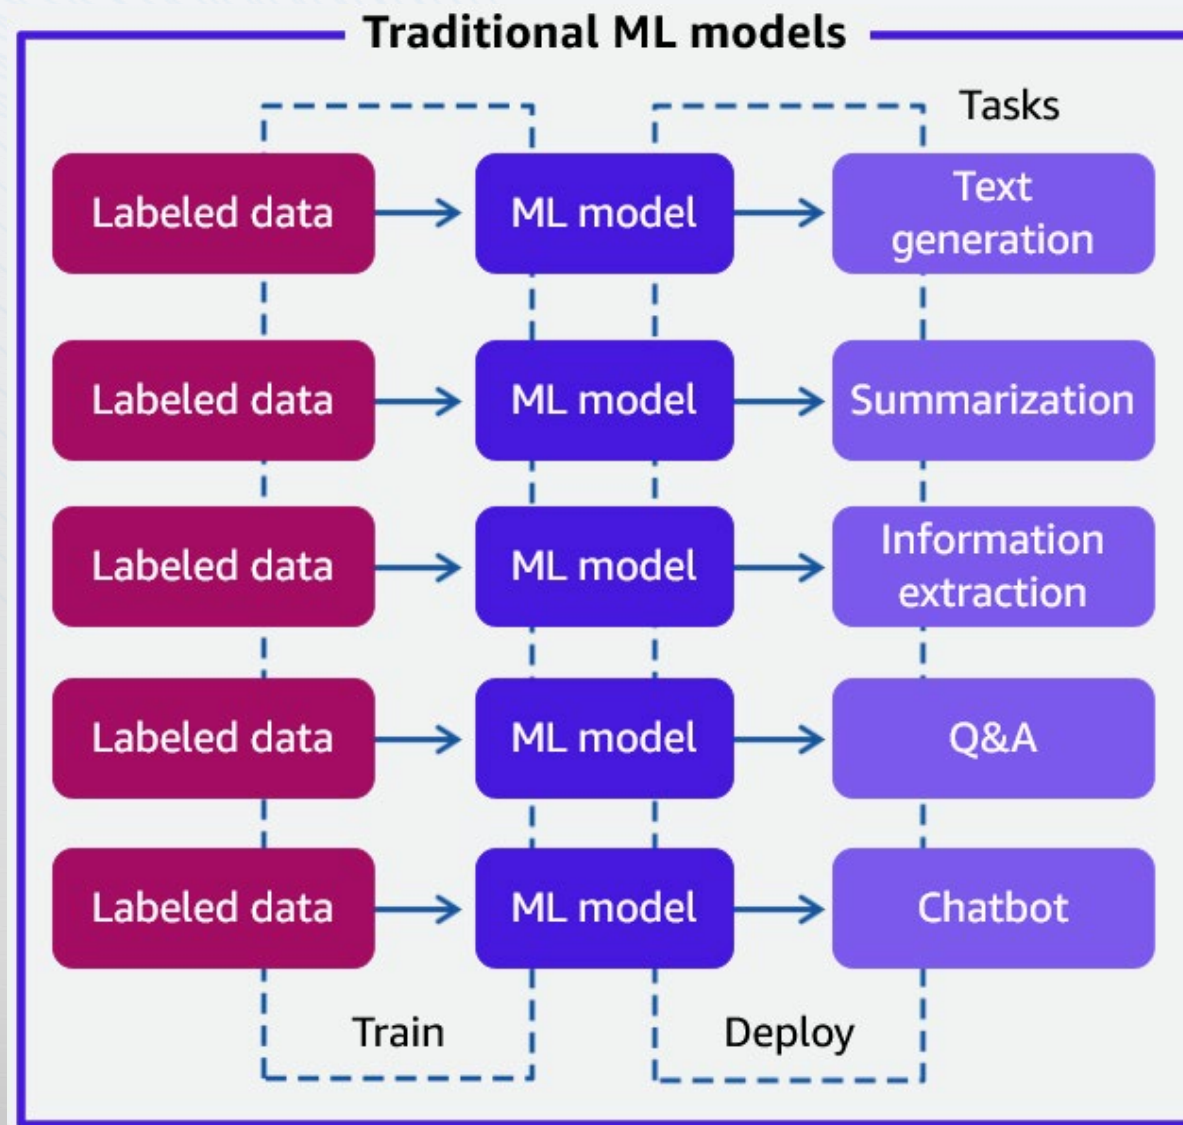 Traditional ML models
Tasks
Labeled data
ML model
Text
generation
Labeled data
ML model
Summarization
Labeled data
ML model
Information
extraction
Labeled data
ML model
Q&A
Labeled data
ML model
Chatbot
Train
Deploy